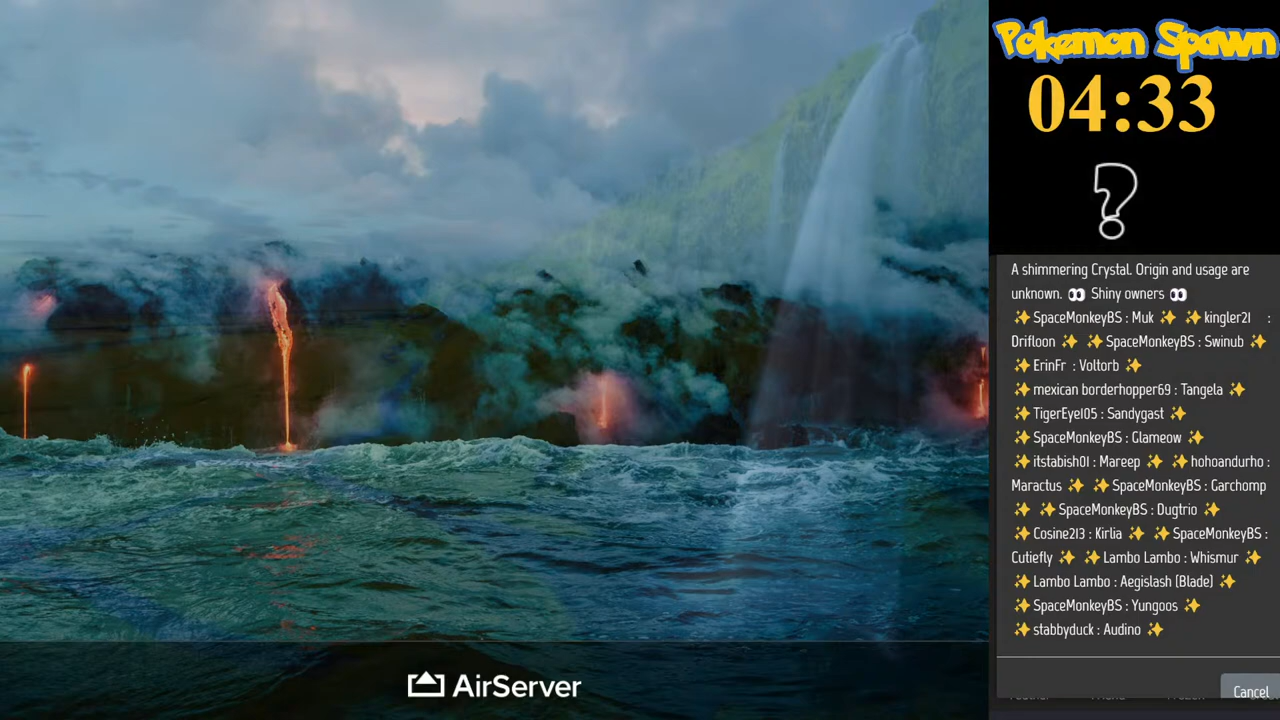 Pokemon Spawn
04:33
?
A shimmering Crystal. Origin and usage are
unknown. 👀 Shiny owners 👀
✨SpaceMonkeyBS : Muk ✨ ✨kingler21 :
Drifloon ✨ ✨SpaceMonkeyBS : Swinub ✨
✨ErinFr : Voltorb ✨
✨mexican borderhopper69 : Tangela ✨
✨TigerEye105 : Sandygast ✨
✨SpaceMonkeyBS : Glameow ✨
✨itstabish01 : Mareep ✨ ✨hohoandurho :
Maractus ✨ ✨SpaceMonkeyBS : Garchomp
✨ ✨SpaceMonkeyBS : Dugtrio ✨
✨Cosine213 : Kirlia ✨ ✨SpaceMonkeyBS :
Cutiefly ✨ ✨Lambo Lambo : Whismur ✨
✨Lambo Lambo : Aegislash (Blade) ✨
✨SpaceMonkeyBS : Yungoos ✨
✨stabbyduck : Audino ✨
Cancel
AirServer